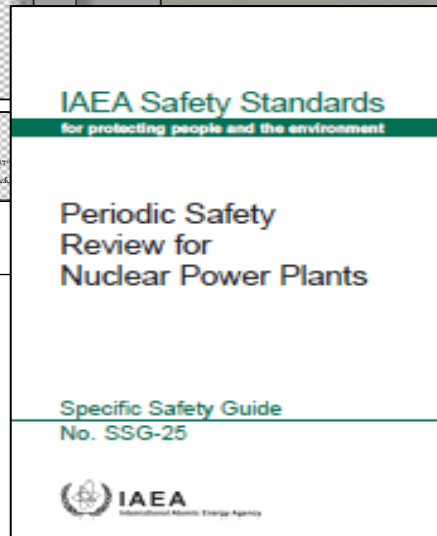 IAEA Safety Standards
for protecting people and the environment
Periodic Safety
Review for
Nuclear Power Plants
Specific Safety Guide
No. SSG-25
IAEA
International Atomic Energy Agency